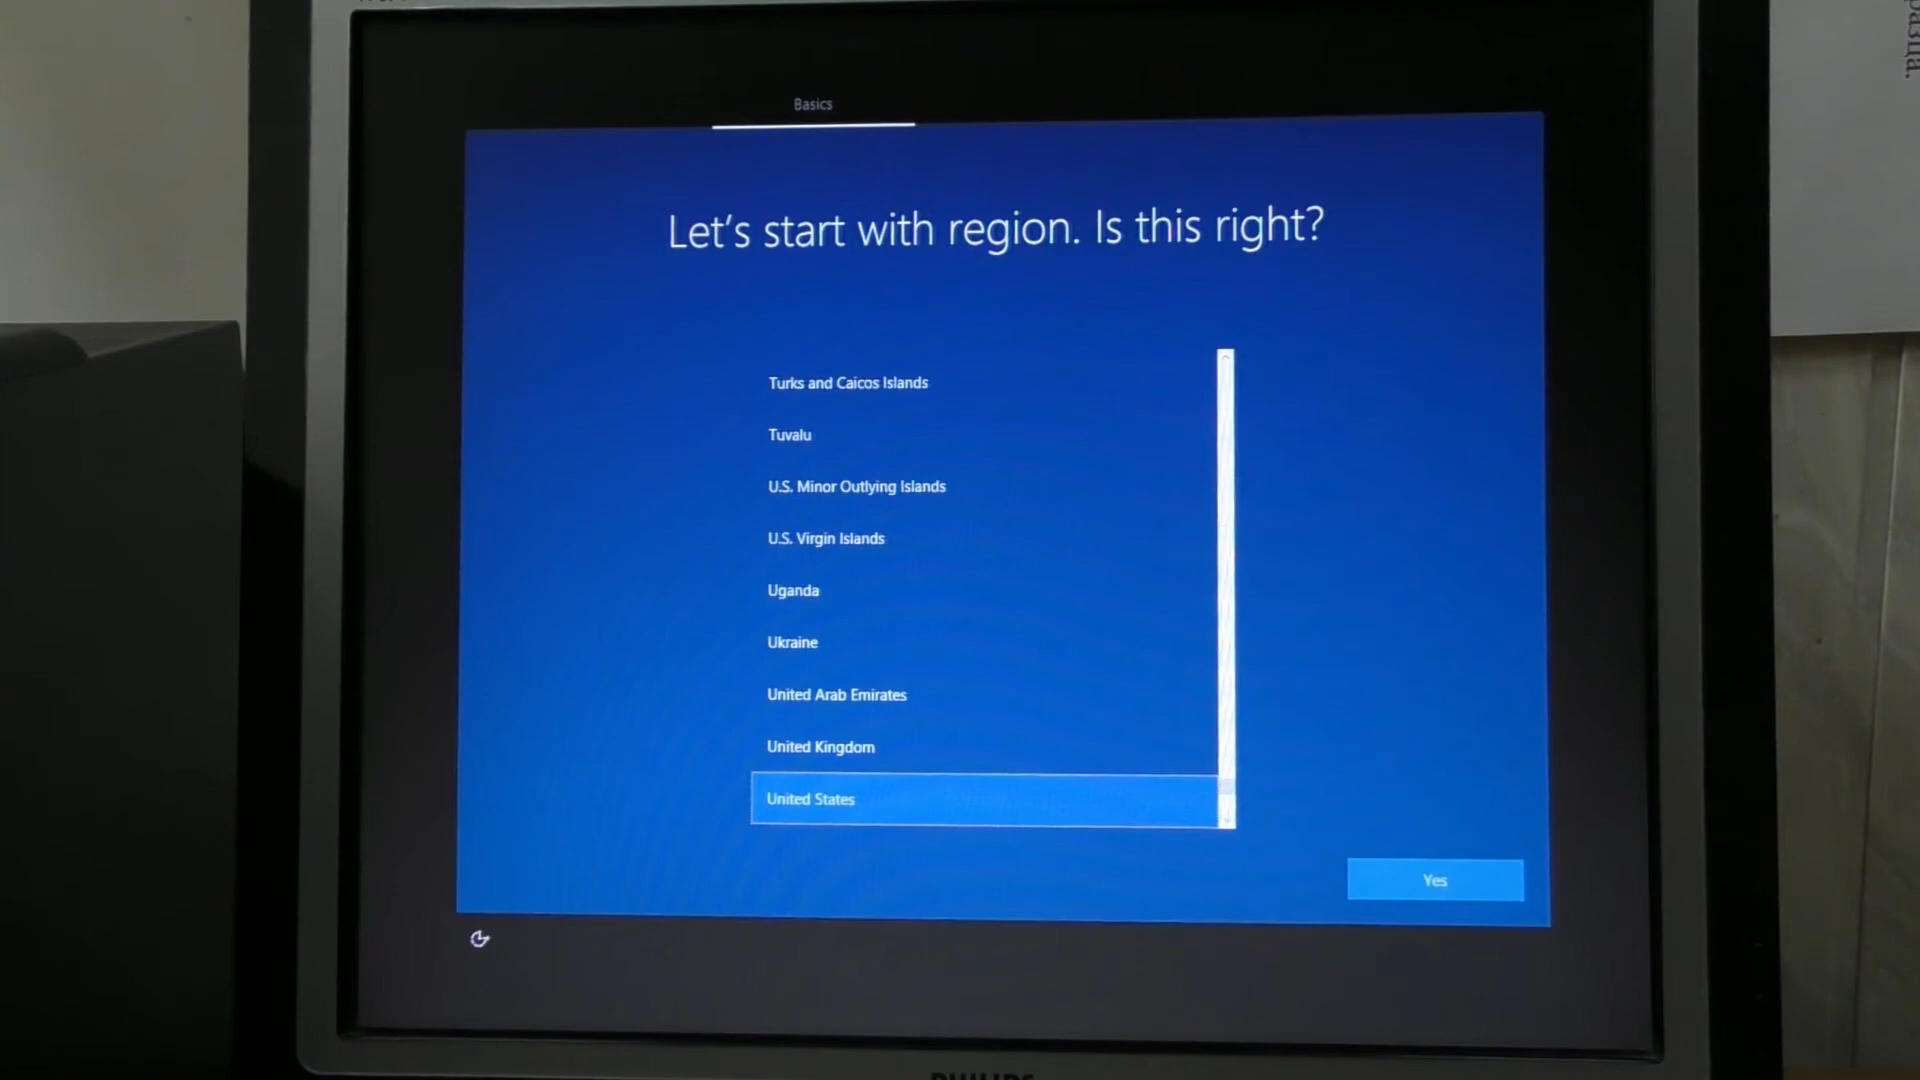 Basics
Let's start with region. Is this right?
Turks and Caicos Islands
Tuvalu
U.S. Minor Outlying Islands
U.S. Virgin Islands
Uganda
Ukraine
United Arab Emirates
United Kingdom
United States
Yes